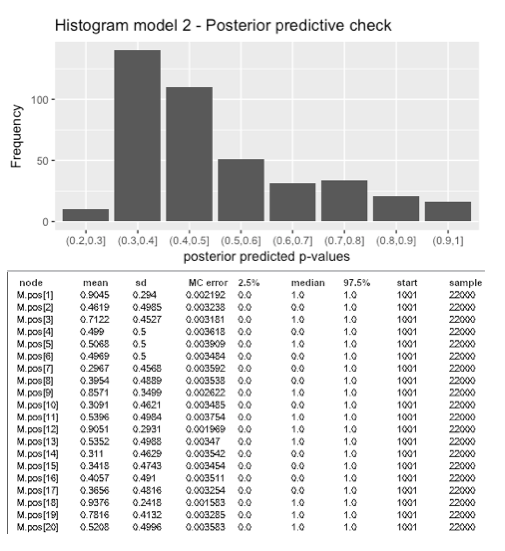 Histogram model 2 - Posterior predictive check
Frequency
100
50
0
(0.2,0.3] (0.3,0.4] (0.4,0.5] (0.5,0.6] (0.6,0.7] (0.7,0.8] (0.8,0.9] (0.9,1]
posterior predicted p-values
node mean sd MC error 2.5% median 97.5% start sample
M.pos[1] 0.9045 0.294 0.002192 0.0 1.0 1.0 1001 22000
M.pos[2] 0.4619 0.4985 0.003238 0.0 0.0 1.0 1001 22000
M.pos[3] 0.7122 0.4527 0.003181 0.0 1.0 1.0 1001 22000
M.pos[4] 0.499 0.5 0.003618 0.0 0.0 1.0 1001 22000
M.pos[5] 0.5068 0.5 0.003909 0.0 1.0 1.0 1001 22000
M.pos[6] 0.4969 0.5 0.003484 0.0 0.0 1.0 1001 22000
M.pos[7] 0.2967 0.4568 0.003592 0.0 0.0 1.0 1001 22000
M.pos[8] 0.3954 0.4889 0.003538 0.0 0.0 1.0 1001 22000
M.pos[9] 0.8571 0.3499 0.002622 0.0 1.0 1.0 1001 22000
M.pos[10] 0.3091 0.4621 0.003485 0.0 0.0 1.0 1001 22000
M.pos[11] 0.5396 0.4984 0.003754 0.0 1.0 1.0 1001 22000
M.pos[12] 0.9051 0.2931 0.001969 0.0 1.0 1.0 1001 22000
M.pos[13] 0.5352 0.4988 0.00347 0.0 1.0 1.0 1001 22000
M.pos[14] 0.311 0.4629 0.003542 0.0 0.0 1.0 1001 22000
M.pos[15] 0.3418 0.4743 0.003454 0.0 0.0 1.0 1001 22000
M.pos[16] 0.4057 0.491 0.003511 0.0 0.0 1.0 1001 22000
M.pos[17] 0.3656 0.4816 0.003254 0.0 0.0 1.0 1001 22000
M.pos[18] 0.9376 0.2418 0.001583 0.0 1.0 1.0 1001 22000
M.pos[19] 0.7816 0.4132 0.003285 0.0 1.0 1.0 1001 22000
M.pos[20] 0.5208 0.4996 0.003583 0.0 1.0 1.0 1001 22000